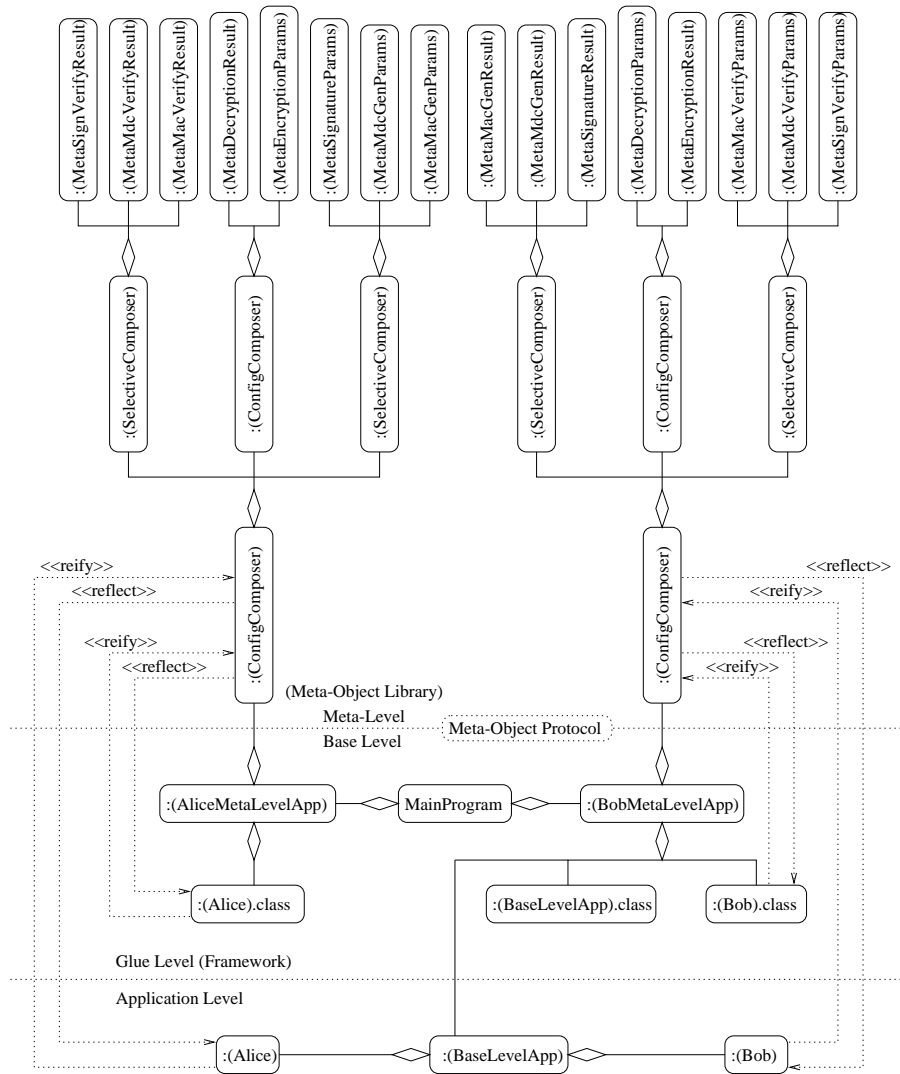 :(MetaSignVerifyResult)
:(MetaMdcVerifyResult)
:(MetaMacVerifyResult)
:(MetaDecryptionResult)
:(MetaEncryptionParams)
:(MetaSignatureParams)
:(MetaMdcGenParams)
:(MetaMacGenParams)
:(MetaMacGenResult)
:(MetaMdcGenResult)
:(MetaSignatureResult)
:(MetaDecryptionParams)
:(MetaEncryptionResult)
:(MetaMacVerifyParams)
:(MetaMdcVerifyParams)
:(MetaSignVerifyParams)
:(SelectiveComposer)
:(ConfigComposer)
:(SelectiveComposer)
:(SelectiveComposer)
:(ConfigComposer)
:(SelectiveComposer)
<<reify>>
<<reflect>>
<<reify>>
<<reflect>>
:(ConfigComposer)
:(ConfigComposer)
<<reflect>>
<<reify>>
<<reflect>>
<<reify>>
(Meta-Object Library)
Meta-Level
Meta-Object Protocol
Base Level
:(AliceMetaLevelApp)
MainProgram
:(BobMetaLevelApp)
:(Alice).class
:(BaseLevelApp).class
:(Bob).class
Glue Level (Framework)
Application Level
:(Alice)
:(BaseLevelApp)
:(Bob)